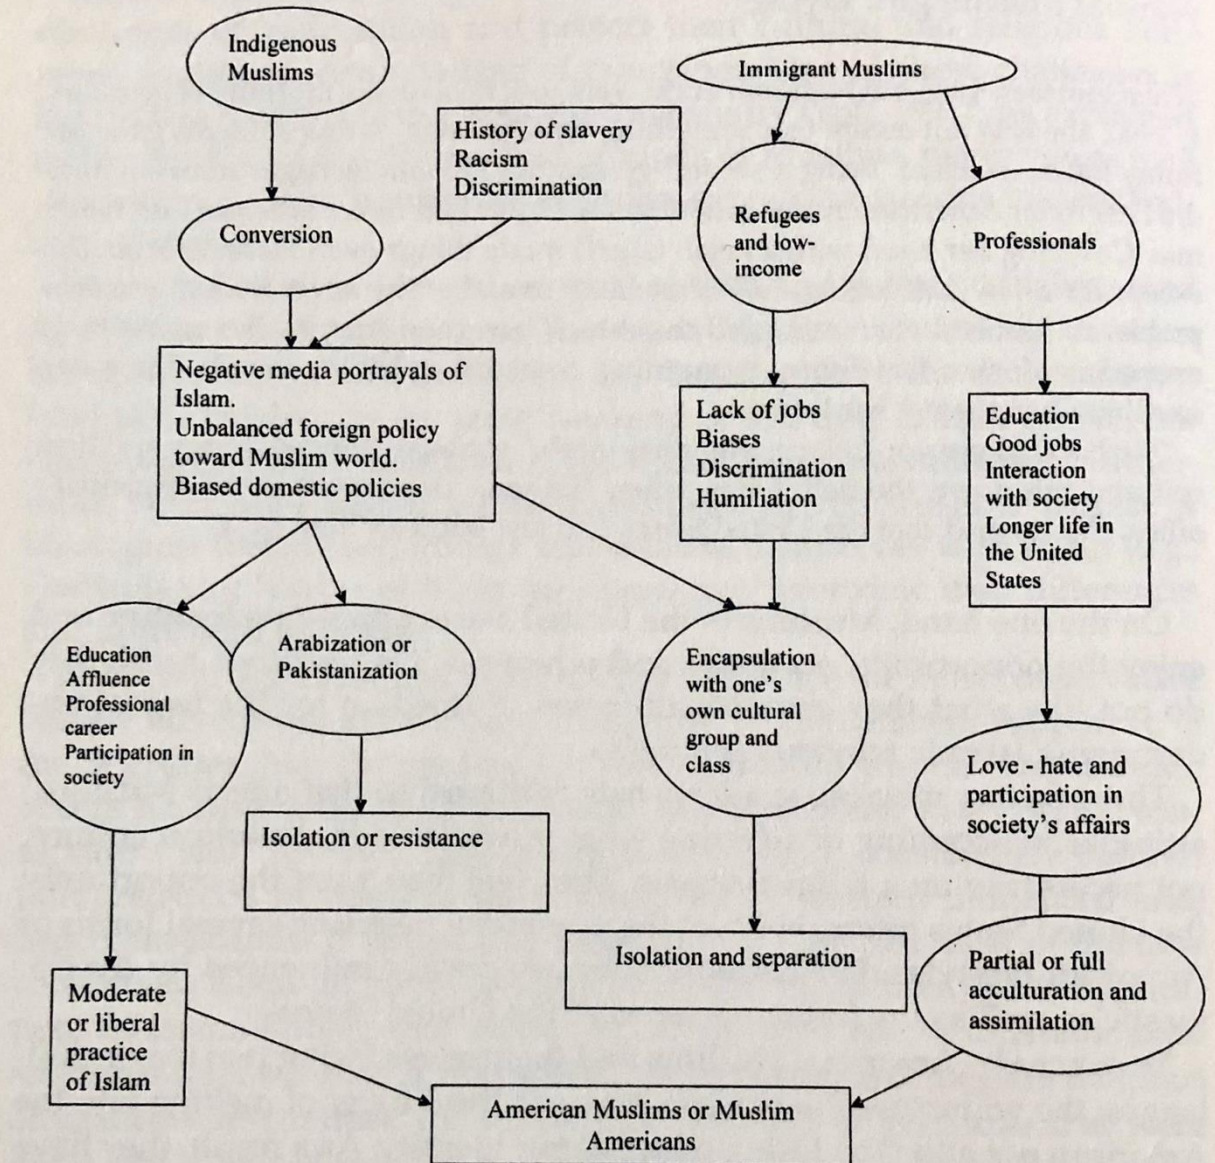 Indigenous
Muslims
Immigrant Muslims
History of slavery
Racism
Discrimination
Conversion
Refugees
and low-
income
Professionals
Negative media portrayals of
Islam.
Unbalanced foreign policy
toward Muslim world.
Biased domestic policies
Lack of jobs
Biases
Discrimination
Humiliation
Education
Good jobs
Interaction
with society
Longer life in
the United
States
Education
Affluence
Professional
career
Participation in
society
Arabization or
Pakistanization
Encapsulation
with one's
own cultural
group and
class
Love - hate and
participation in
society's affairs
Isolation or resistance
Isolation and separation
Partial or full
acculturation and
assimilation
Moderate
or liberal
practice
of Islam
American Muslims or Muslim
Americans